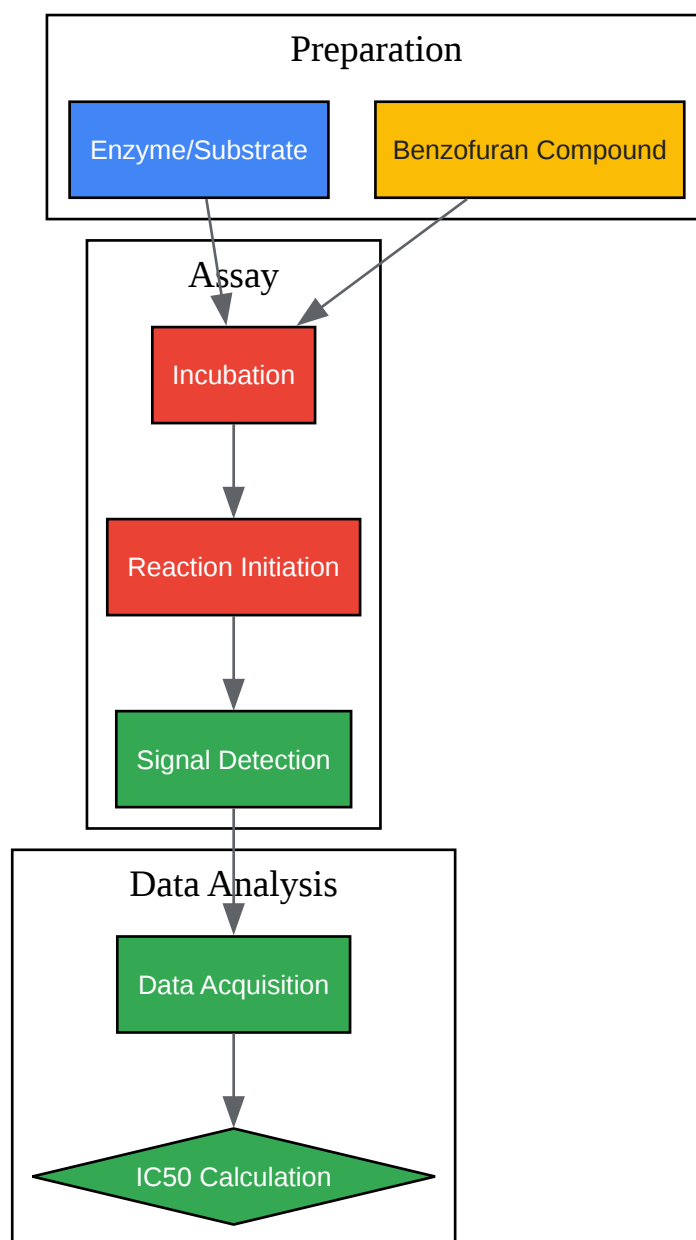 Preparation
Enzyme/Substrate
Benzofuran Compound
Assay
Incubation
Reaction Initiation
Signal Detection
Data Analysis
Data Acquisition
IC50 Calculation